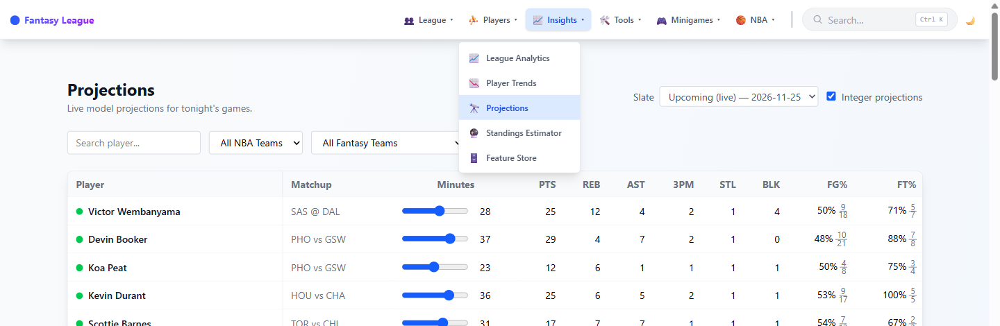 Fantasy League
League
Players
Insights
Tools
Minigames
NBA
Search...
Ctrl K
League Analytics
Player Trends
Projections
Standings Estimator
Feature Store
Projections
Live model projections for tonight's games.
Slate
Upcoming (live) — 2026-11-25
Integer projections
Search player...
All NBA Teams
All Fantasy Teams
Player Matchup Minutes PTS REB AST 3PM STL BLK FG% FT%
Victor Wembanyama SAS @ DAL 28 25 12 4 2 1 4 50% 9/18 71% 5/7
Devin Booker PHO vs GSW 37 29 4 7 2 1 0 48% 10/21 88% 7/8
Koa Peat PHO vs GSW 23 12 6 1 1 1 1 50% 4/8 75% 3/4
Kevin Durant HOU vs CHA 36 25 6 5 2 1 1 53% 9/17 100% 5/5
Scottie Barnes TOR vs CHI 31 17 7 7 1 1 1 54% 67%